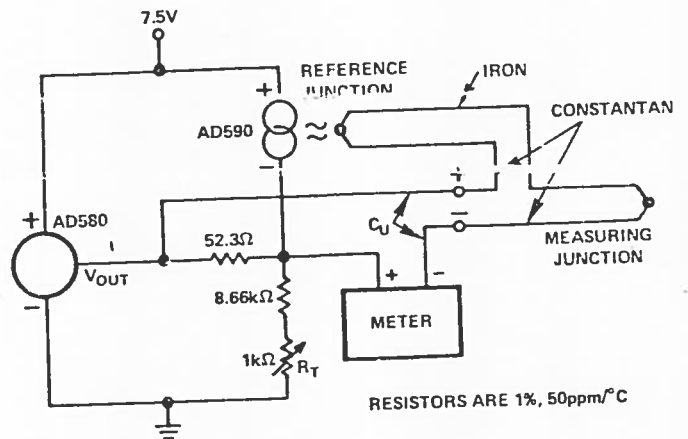 7.5V
REFERENCE
JUNCTION
IRON
CONSTANTAN
+
AD590
−
+
AD580
−
VOUT
52.3Ω
8.66kΩ
1kΩ
RT
CU
+
−
+
−
METER
MEASURING
JUNCTION
RESISTORS ARE 1%, 50ppm/°C